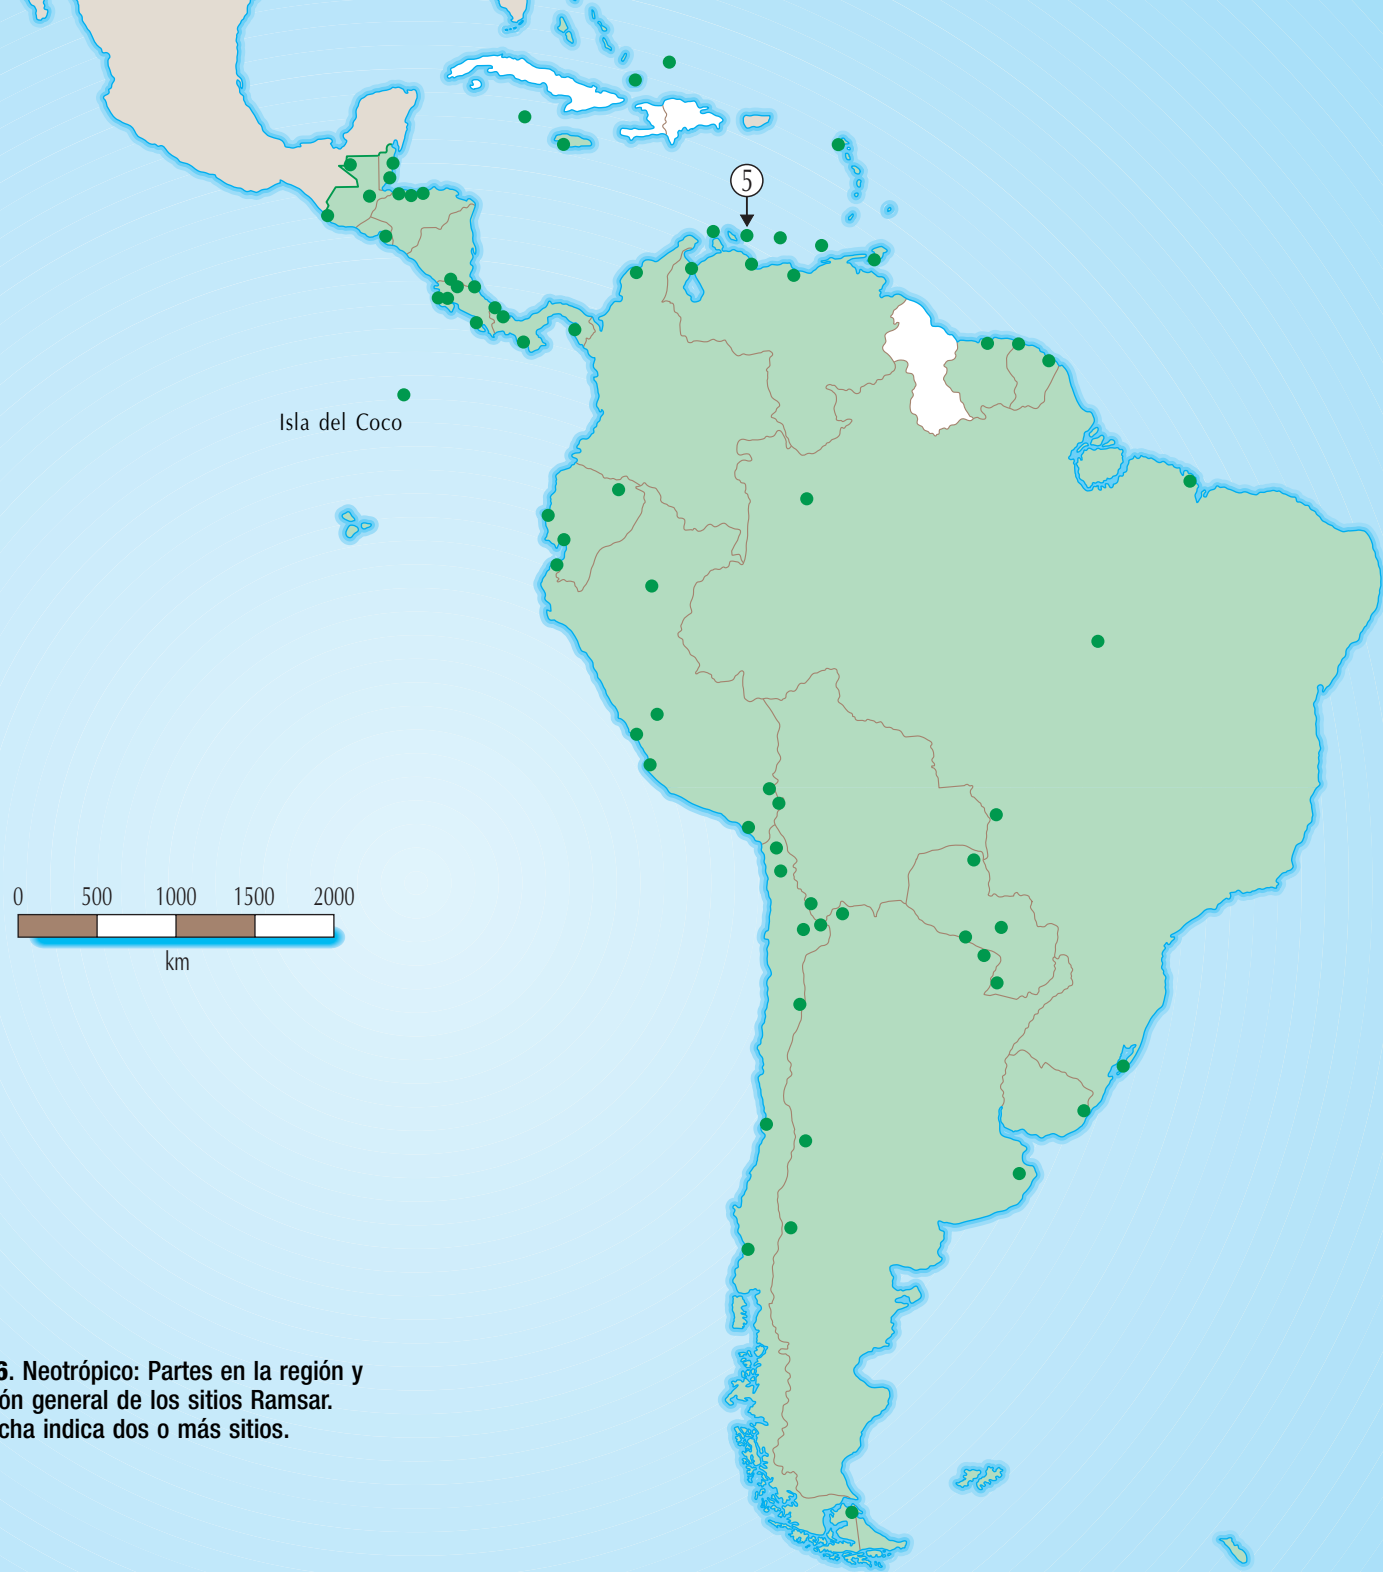 5
Isla del Coco
0 500 1000 1500 2000
km
6. Neotrópico: Partes en la región y
ón general de los sitios Ramsar.
cha indica dos o más sitios.